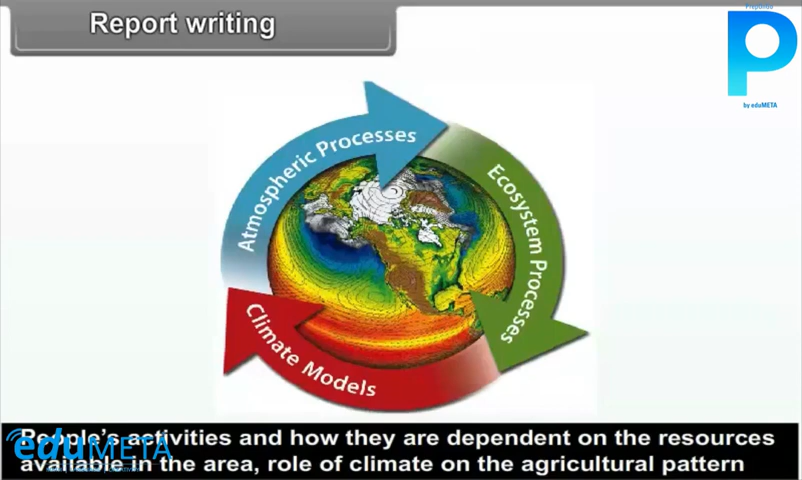 Report writing
Prepondo
P
by eduMETA
Atmospheric Processes
Ecosystem Processes
Climate Models
People's activities and how they are dependent on the resources
available in the area, role of climate on the agricultural pattern
eduMETA